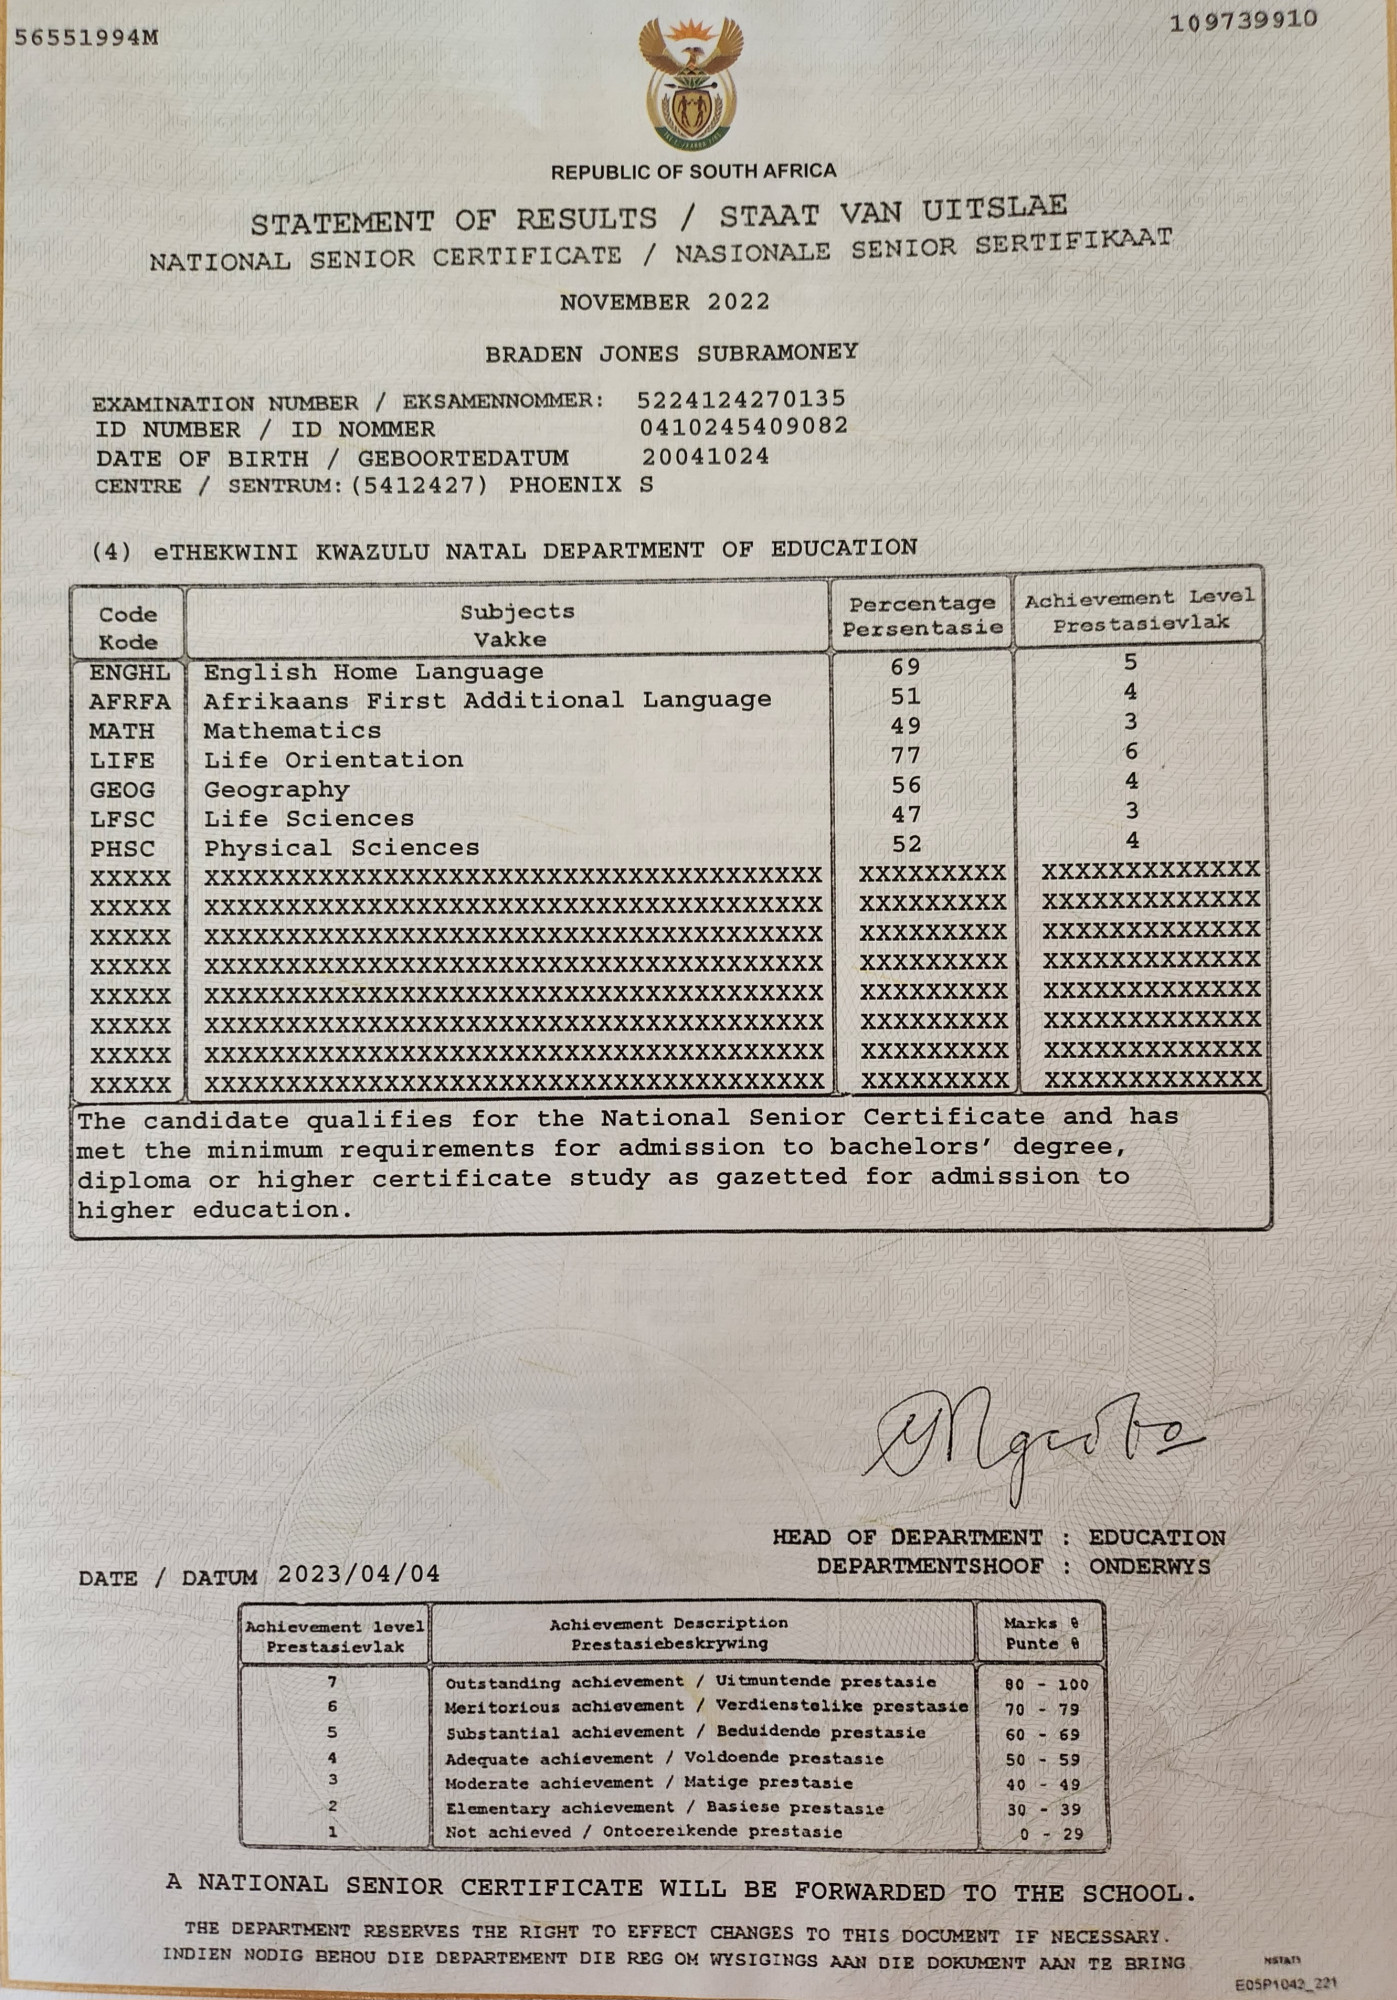 56551994M
109739910
REPUBLIC OF SOUTH AFRICA
STATEMENT OF RESULTS / STAAT VAN UITSLAE
NATIONAL SENIOR CERTIFICATE / NASIONALE SENIOR SERTIFIKAAT
NOVEMBER 2022
BRADEN JONES SUBRAMONEY
EXAMINATION NUMBER / EKSAMENNOMMER: 5224124270135
ID NUMBER / ID NOMMER 0410245409082
DATE OF BIRTH / GEBOORTEDATUM 20041024
CENTRE / SENTRUM: (5412427) PHOENIX S
(4) eTHEKWINI KWAZULU NATAL DEPARTMENT OF EDUCATION
Code Subjects Percentage Achievement Level
Kode Vakke Persentasie Prestasievlak
ENGHL English Home Language 69 5
AFRFA Afrikaans First Additional Language 51 4
MATH Mathematics 49 3
LIFE Life Orientation 77 6
GEOG Geography 56 4
LFSC Life Sciences 47 3
PHSC Physical Sciences 52 4
XXXXX XXXXXXXXXXXXXXXXXXXXXXXXXXXXXXXXXXXXXX XXXXXXXXX XXXXXXXXXXXXX
XXXXX XXXXXXXXXXXXXXXXXXXXXXXXXXXXXXXXXXXXXX XXXXXXXXX XXXXXXXXXXXXX
XXXXX XXXXXXXXXXXXXXXXXXXXXXXXXXXXXXXXXXXXXX XXXXXXXXX XXXXXXXXXXXXX
XXXXX XXXXXXXXXXXXXXXXXXXXXXXXXXXXXXXXXXXXXX XXXXXXXXX XXXXXXXXXXXXX
XXXXX XXXXXXXXXXXXXXXXXXXXXXXXXXXXXXXXXXXXXX XXXXXXXXX XXXXXXXXXXXXX
XXXXX XXXXXXXXXXXXXXXXXXXXXXXXXXXXXXXXXXXXXX XXXXXXXXX XXXXXXXXXXXXX
XXXXX XXXXXXXXXXXXXXXXXXXXXXXXXXXXXXXXXXXXXX XXXXXXXXX XXXXXXXXXXXXX
XXXXX XXXXXXXXXXXXXXXXXXXXXXXXXXXXXXXXXXXXXX XXXXXXXXX XXXXXXXXXXXXX
The candidate qualifies for the National Senior Certificate and has
met the minimum requirements for admission to bachelors' degree,
diploma or higher certificate study as gazetted for admission to
higher education.
HEAD OF DEPARTMENT : EDUCATION
DEPARTMENTSHOOF : ONDERWYS
DATE / DATUM 2023/04/04
Achievement level Achievement Description Marks %
Prestasievlak Prestasiebeskrywing Punte %
7 Outstanding achievement / Uitmuntende prestasie 80 - 100
6 Meritorious achievement / Verdienstelike prestasie 70 - 79
5 Substantial achievement / Beduidende prestasie 60 - 69
4 Adequate achievement / Voldoende prestasie 50 - 59
3 Moderate achievement / Matige prestasie 40 - 49
2 Elementary achievement / Basiese prestasie 30 - 39
1 Not achieved / Ontoereikende prestasie 0 - 29
A NATIONAL SENIOR CERTIFICATE WILL BE FORWARDED TO THE SCHOOL.
THE DEPARTMENT RESERVES THE RIGHT TO EFFECT CHANGES TO THIS DOCUMENT IF NECESSARY.
INDIEN NODIG BEHOU DIE DEPARTEMENT DIE REG OM WYSIGINGS AAN DIE DOKUMENT AAN TE BRING
E05P1042_221